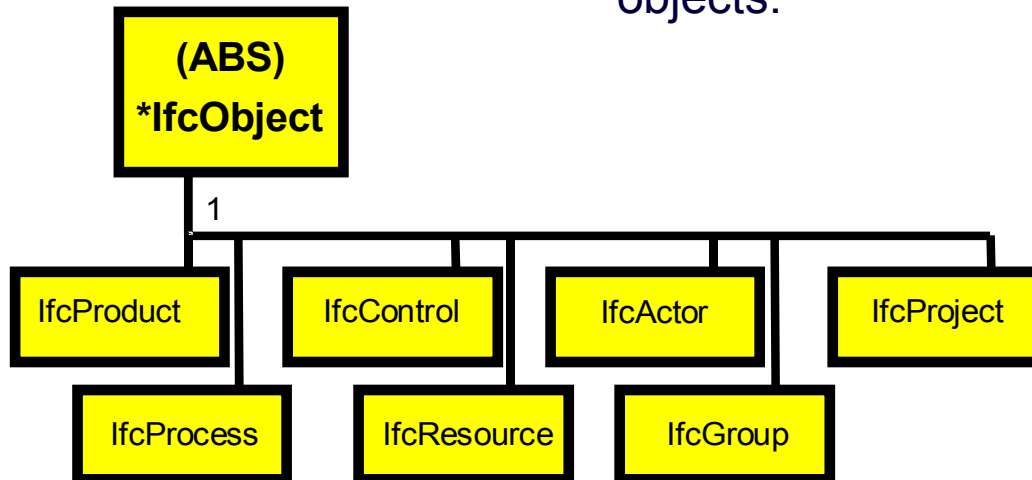 objects.
(ABS)
*IfcObject
1
IfcProduct
IfcControl
IfcActor
IfcProject
IfcProcess
IfcResource
IfcGroup